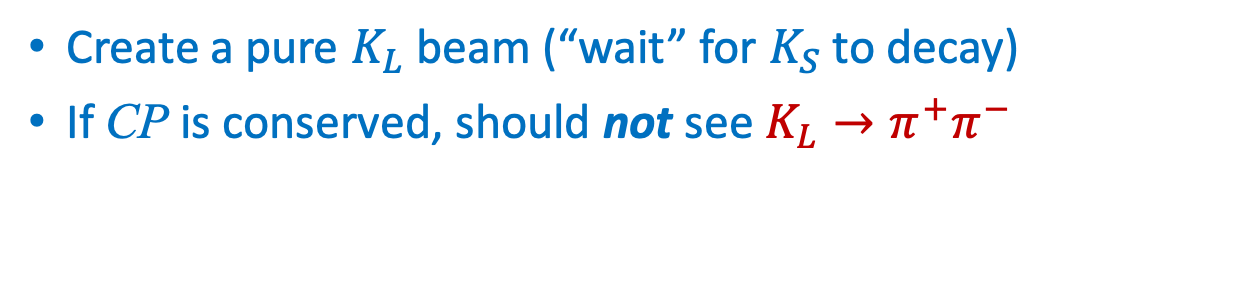 • Create a pure K_L beam (“wait” for K_S to decay)
• If CP is conserved, should not see K_L → π⁺π⁻